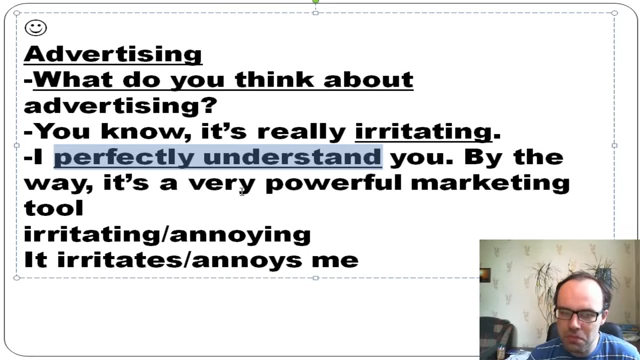 Advertising
-What do you think about
advertising?
-You know, it's really irritating.
-I perfectly understand you. By the
way, it's a very powerful marketing
tool
irritating/annoying
It irritates/annoys me